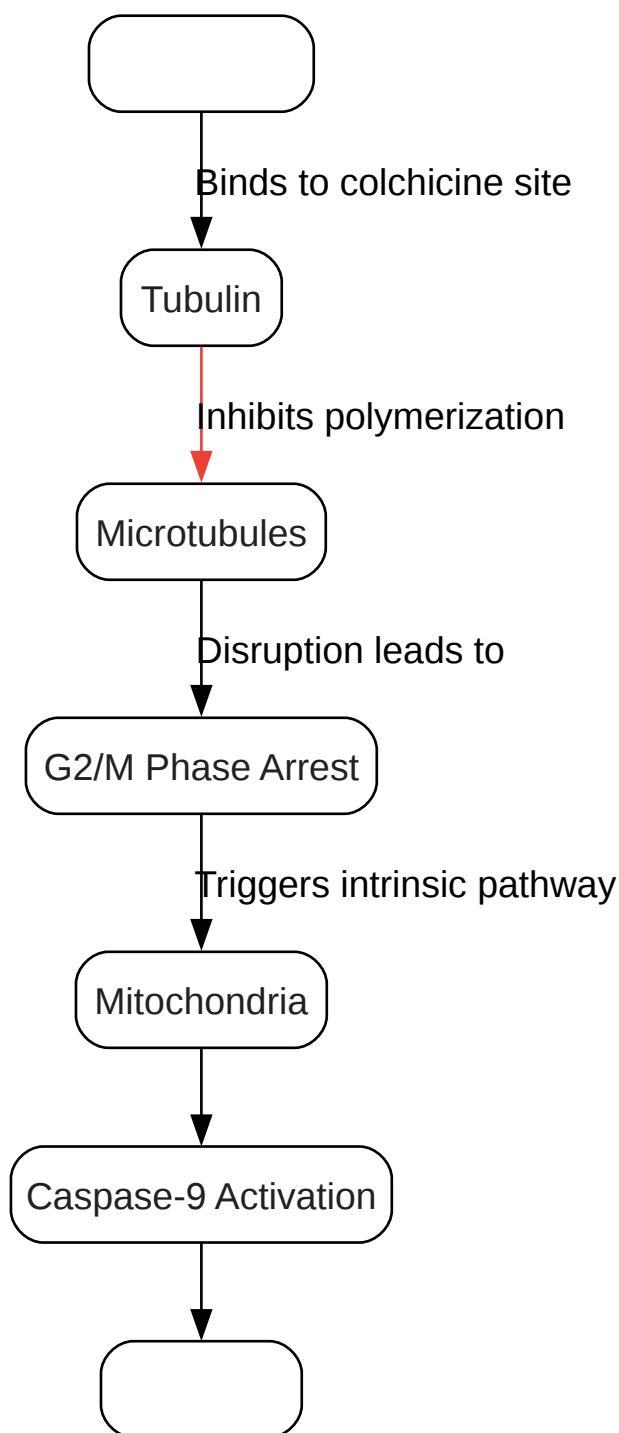 Binds to colchicine site
Tubulin
Inhibits polymerization
Microtubules
Disruption leads to
G2/M Phase Arrest
Triggers intrinsic pathway
Mitochondria
Caspase-9 Activation